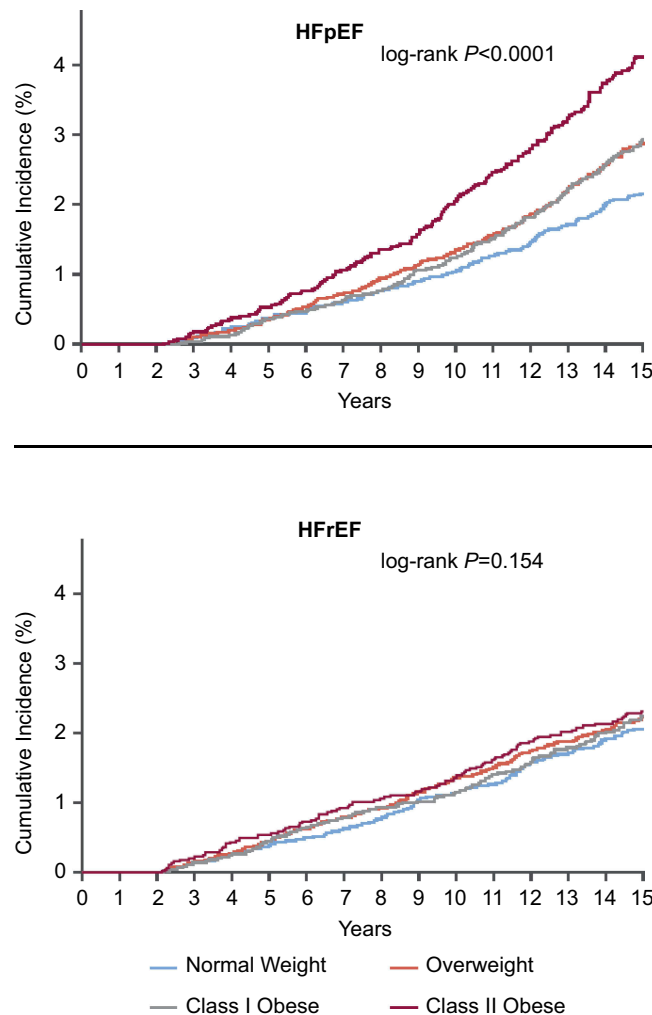 HFpEF
log-rank P<0.0001
Cumulative Incidence (%)
4
3
2
1
0
0 1 2 3 4 5 6 7 8 9 10 11 12 13 14 15
Years
HFrEF
log-rank P=0.154
Cumulative Incidence (%)
4
3
2
1
0
0 1 2 3 4 5 6 7 8 9 10 11 12 13 14 15
Years
Normal Weight Overweight
Class I Obese Class II Obese